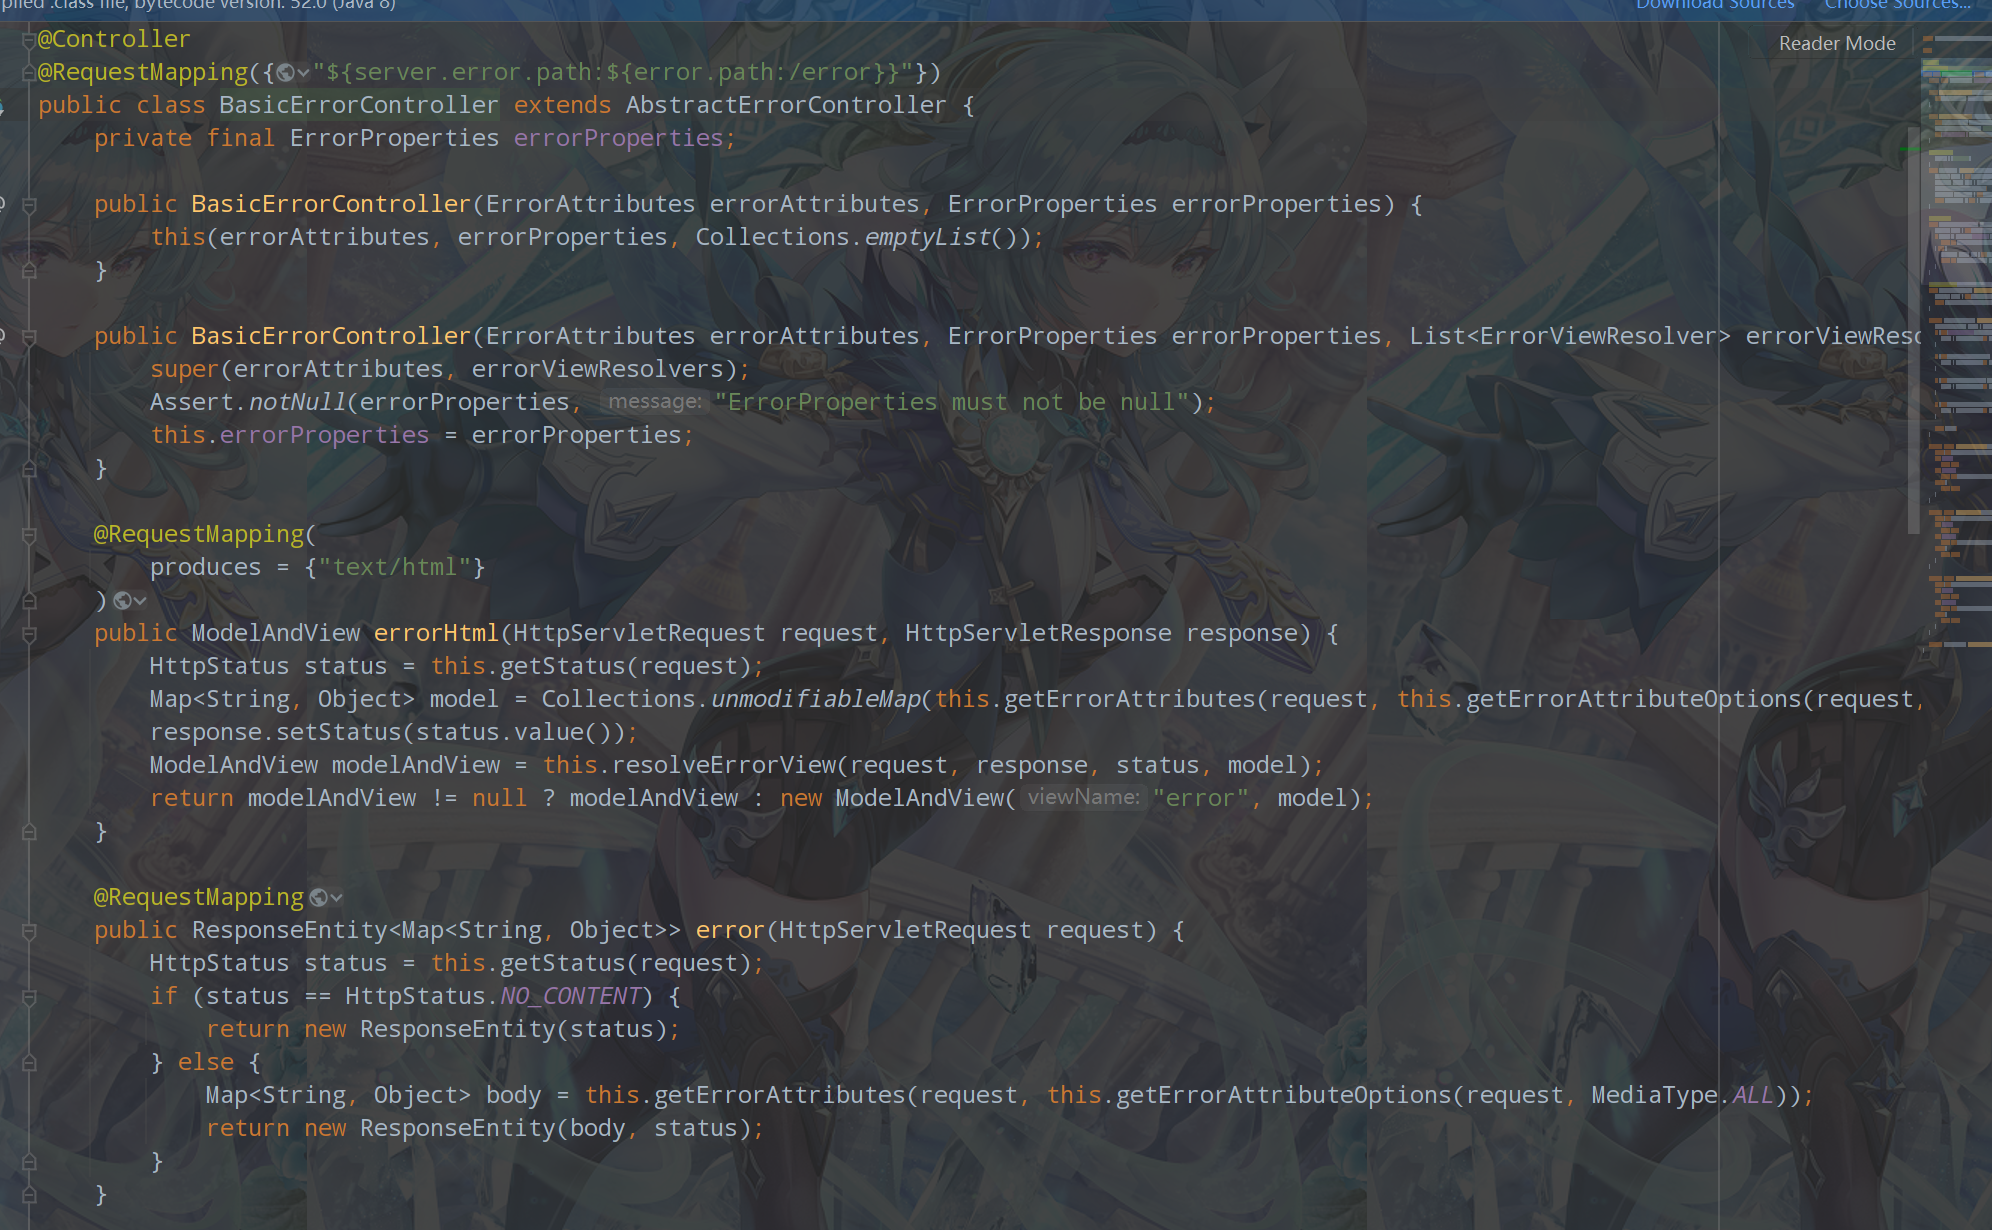 .class file, bytecode version: 52.0 (Java 8)
Download Sources
Choose Sources...
Reader Mode
@Controller
@RequestMapping({"${server.error.path:${error.path:/error}}"})
public class BasicErrorController extends AbstractErrorController {
    private final ErrorProperties errorProperties;
    public BasicErrorController(ErrorAttributes errorAttributes, ErrorProperties errorProperties) {
        this(errorAttributes, errorProperties, Collections.emptyList());
    }
    public BasicErrorController(ErrorAttributes errorAttributes, ErrorProperties errorProperties, List<ErrorViewResolver> errorViewReso
        super(errorAttributes, errorViewResolvers);
        Assert.notNull(errorProperties, message: "ErrorProperties must not be null");
        this.errorProperties = errorProperties;
    }
    @RequestMapping(
        produces = {"text/html"}
    )
    public ModelAndView errorHtml(HttpServletRequest request, HttpServletResponse response) {
        HttpStatus status = this.getStatus(request);
        Map<String, Object> model = Collections.unmodifiableMap(this.getErrorAttributes(request, this.getErrorAttributeOptions(request,
        response.setStatus(status.value());
        ModelAndView modelAndView = this.resolveErrorView(request, response, status, model);
        return modelAndView != null ? modelAndView : new ModelAndView( viewName: "error", model);
    }
    @RequestMapping
    public ResponseEntity<Map<String, Object>> error(HttpServletRequest request) {
        HttpStatus status = this.getStatus(request);
        if (status == HttpStatus.NO_CONTENT) {
            return new ResponseEntity(status);
        } else {
            Map<String, Object> body = this.getErrorAttributes(request, this.getErrorAttributeOptions(request, MediaType.ALL));
            return new ResponseEntity(body, status);
        }
    }